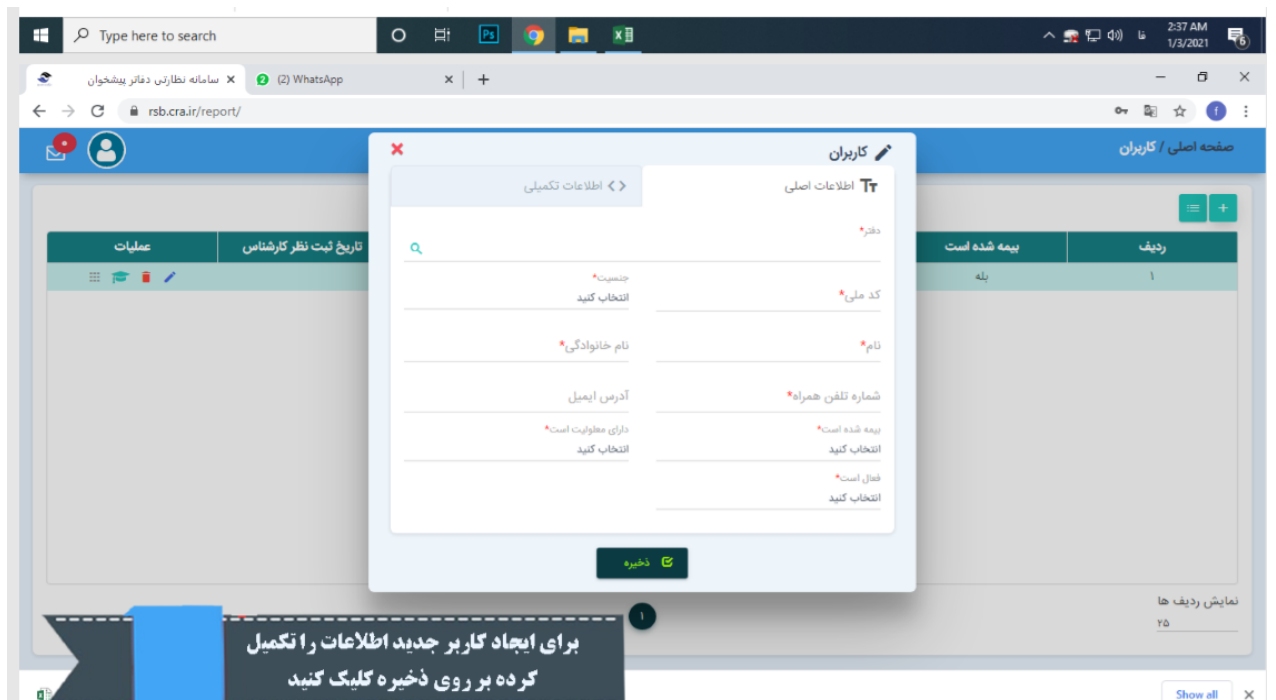 Type here to search
Ps
فا
2:37 AM
1/3/2021
6
سامانه نظارتی دفاتر پیشخوان
(2) WhatsApp
rsb.cra.ir/report/
f
صفحه اصلی / کاربران
کاربران
اطلاعات اصلی
اطلاعات تکمیلی
ردیف
بیمه شده است
تاریخ ثبت نظر کارشناس
عملیات
۱
بله
دفتر*
کد ملی*
جنسیت*
انتخاب کنید
نام*
نام خانوادگی*
شماره تلفن همراه*
آدرس ایمیل
بیمه شده است*
انتخاب کنید
دارای معلولیت است*
انتخاب کنید
فعال است*
انتخاب کنید
ذخیره
نمایش ردیف ها
۲۵
۱
برای ایجاد کاربر جدید اطلاعات را تکمیل
کرده بر روی ذخیره کلیک کنید
Show all